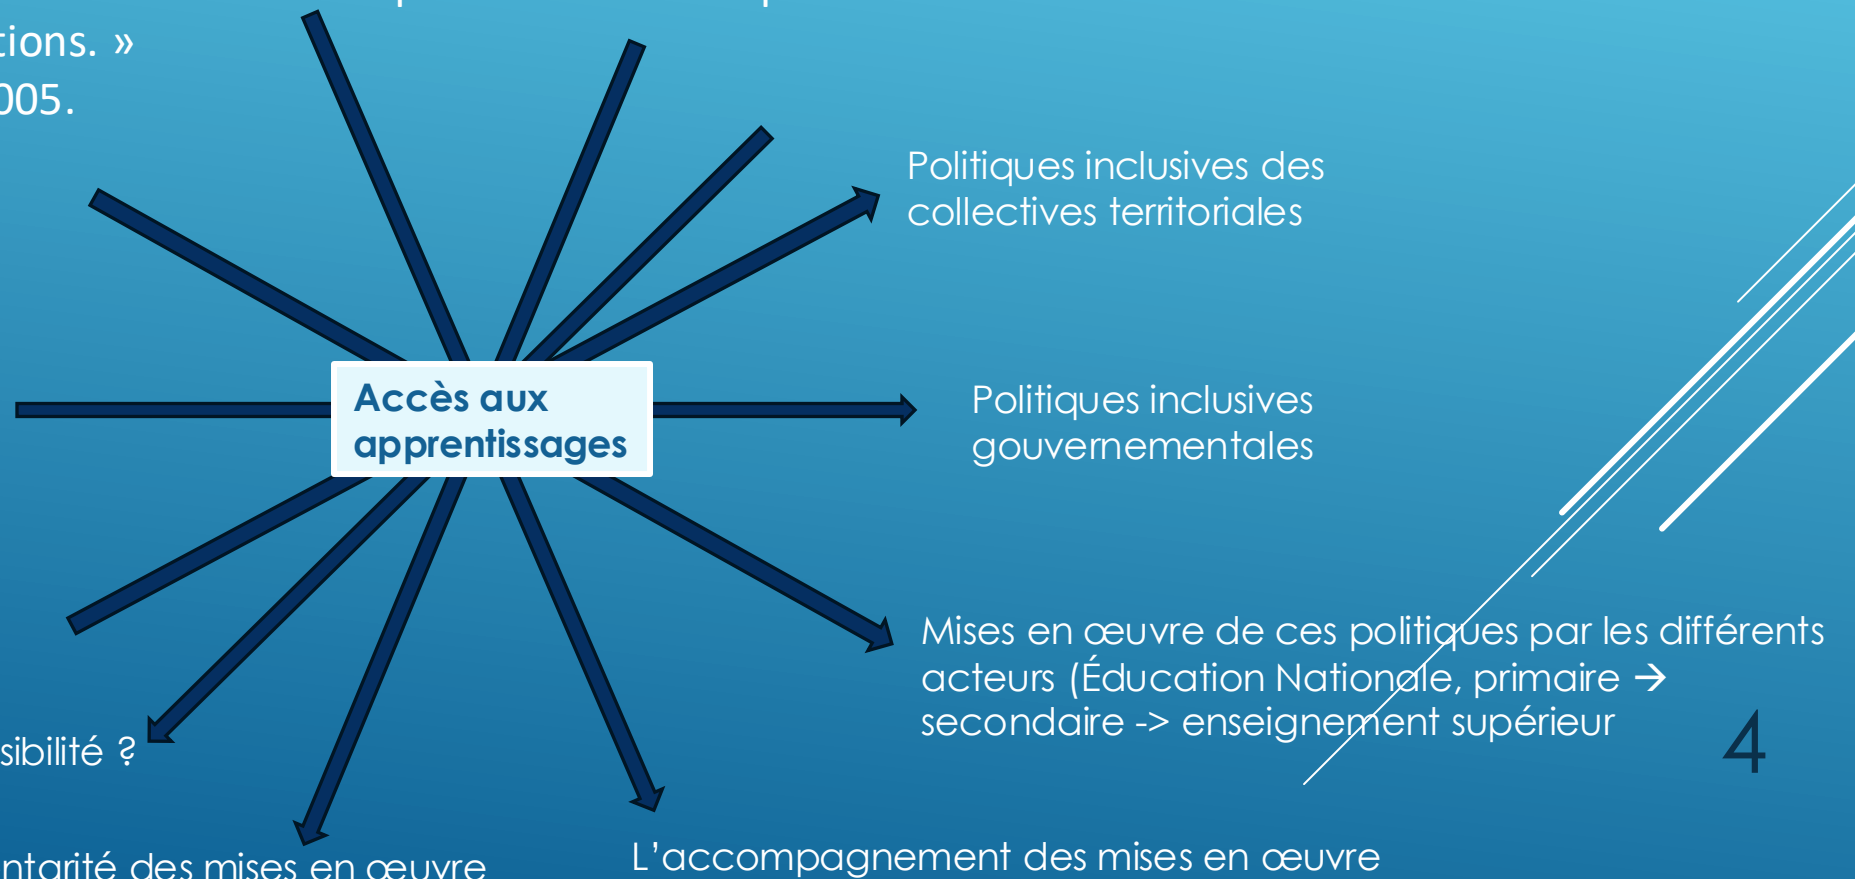 tions. »
005.
Politiques inclusives des
collectives territoriales
Accès aux
apprentissages
Politiques inclusives
gouvernementales
Mises en œuvre de ces politiques par les différents
acteurs (Éducation Nationale, primaire →
secondaire -> enseignement supérieur
4
sibilité ?
ntarité des mises en œuvre
L’accompagnement des mises en œuvre